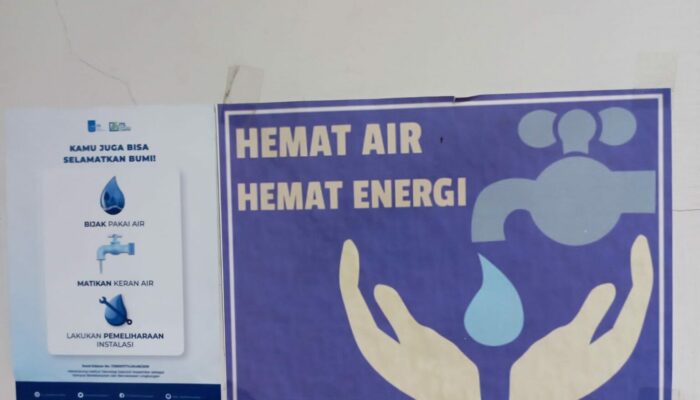 KAMU JUGA BISA
SELAMATKAN BUMI!
BIJAK PAKAI AIR
MATIKAN KERAN AIR
LAKUKAN PEMELIHARAAN
INSTALASI
HEMAT AIR
HEMAT ENERGI